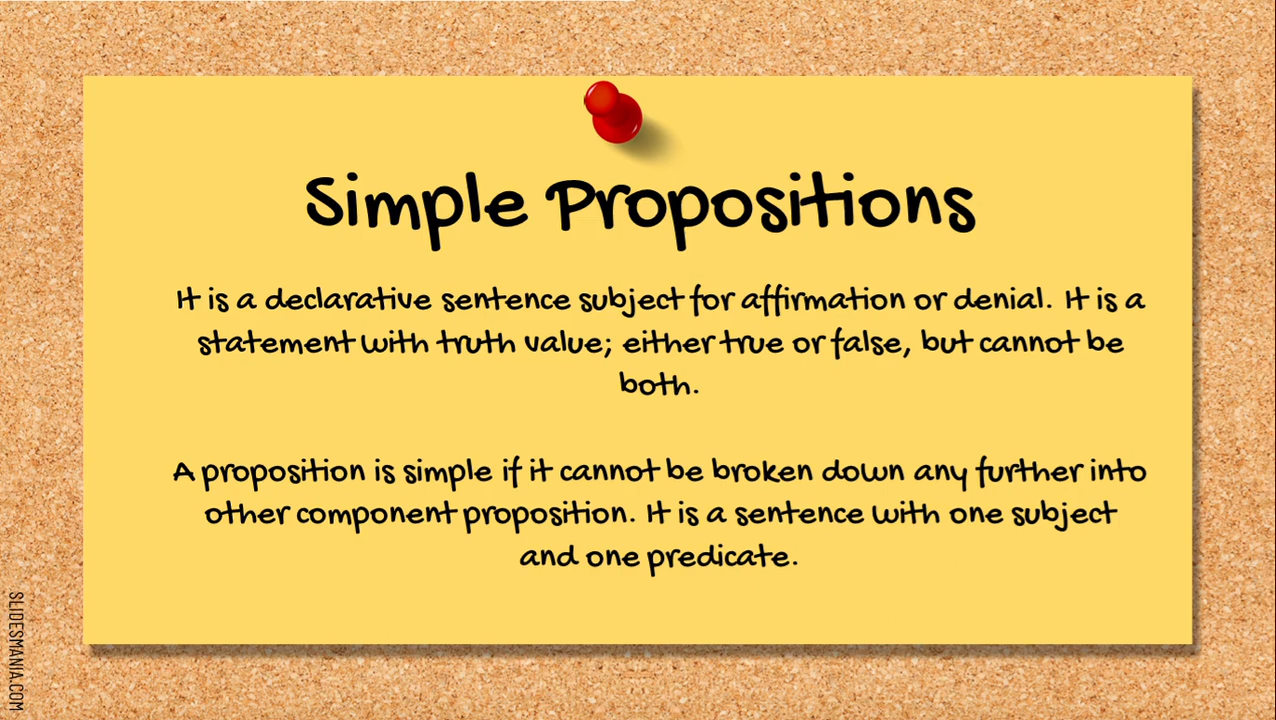 Simple Propositions
It is a declarative sentence subject for affirmation or denial. It is a
statement with truth value; either true or false, but cannot be
both.
A proposition is simple if it cannot be broken down any further into
other component proposition. It is a sentence with one subject
and one predicate.
SLIDESMANIA.COM